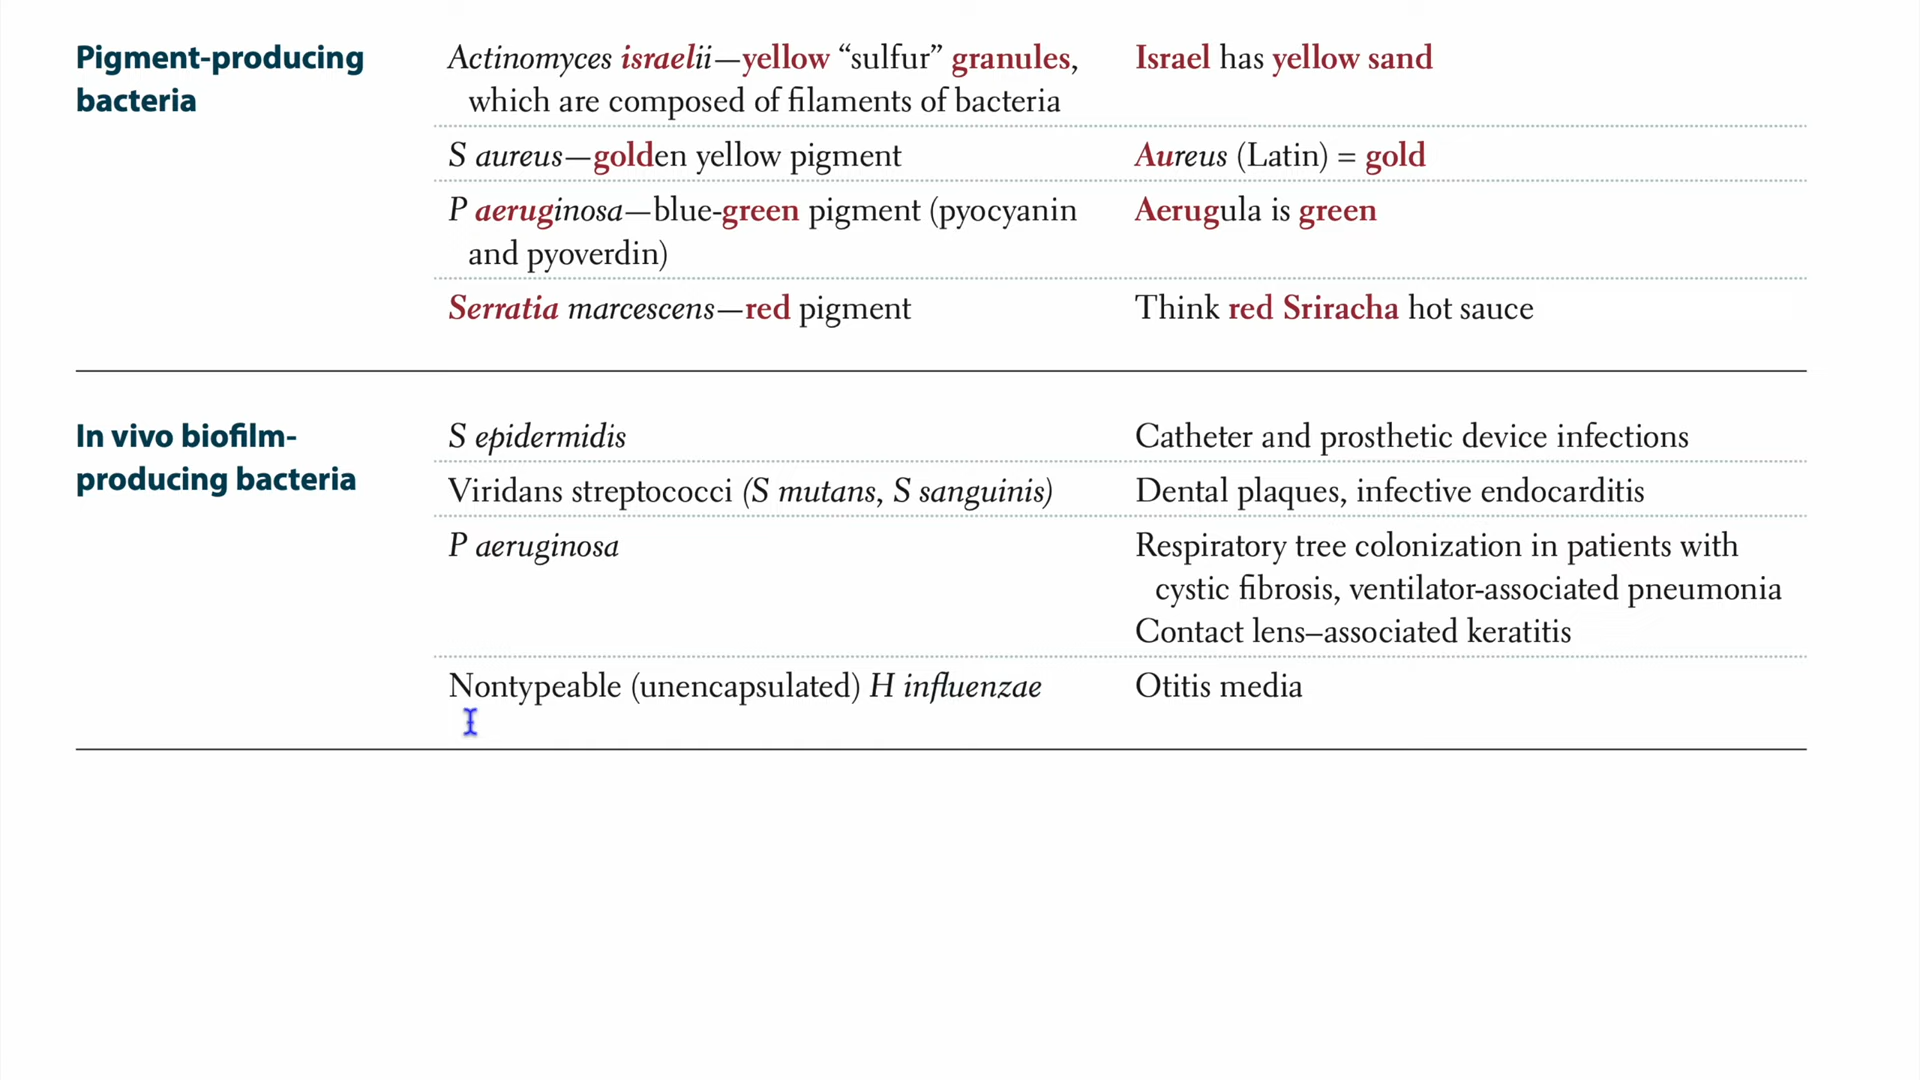 Pigment-producing
bacteria
Actinomyces israelii—yellow “sulfur” granules,
which are composed of filaments of bacteria
Israel has yellow sand
S aureus—golden yellow pigment
Aureus (Latin) = gold
P aeruginosa—blue-green pigment (pyocyanin
and pyoverdin)
Aerugula is green
Serratia marcescens—red pigment
Think red Sriracha hot sauce
In vivo biofilm-
producing bacteria
S epidermidis
Catheter and prosthetic device infections
Viridans streptococci (S mutans, S sanguinis)
Dental plaques, infective endocarditis
P aeruginosa
Respiratory tree colonization in patients with
cystic fibrosis, ventilator-associated pneumonia
Contact lens–associated keratitis
Nontypeable (unencapsulated) H influenzae
Otitis media